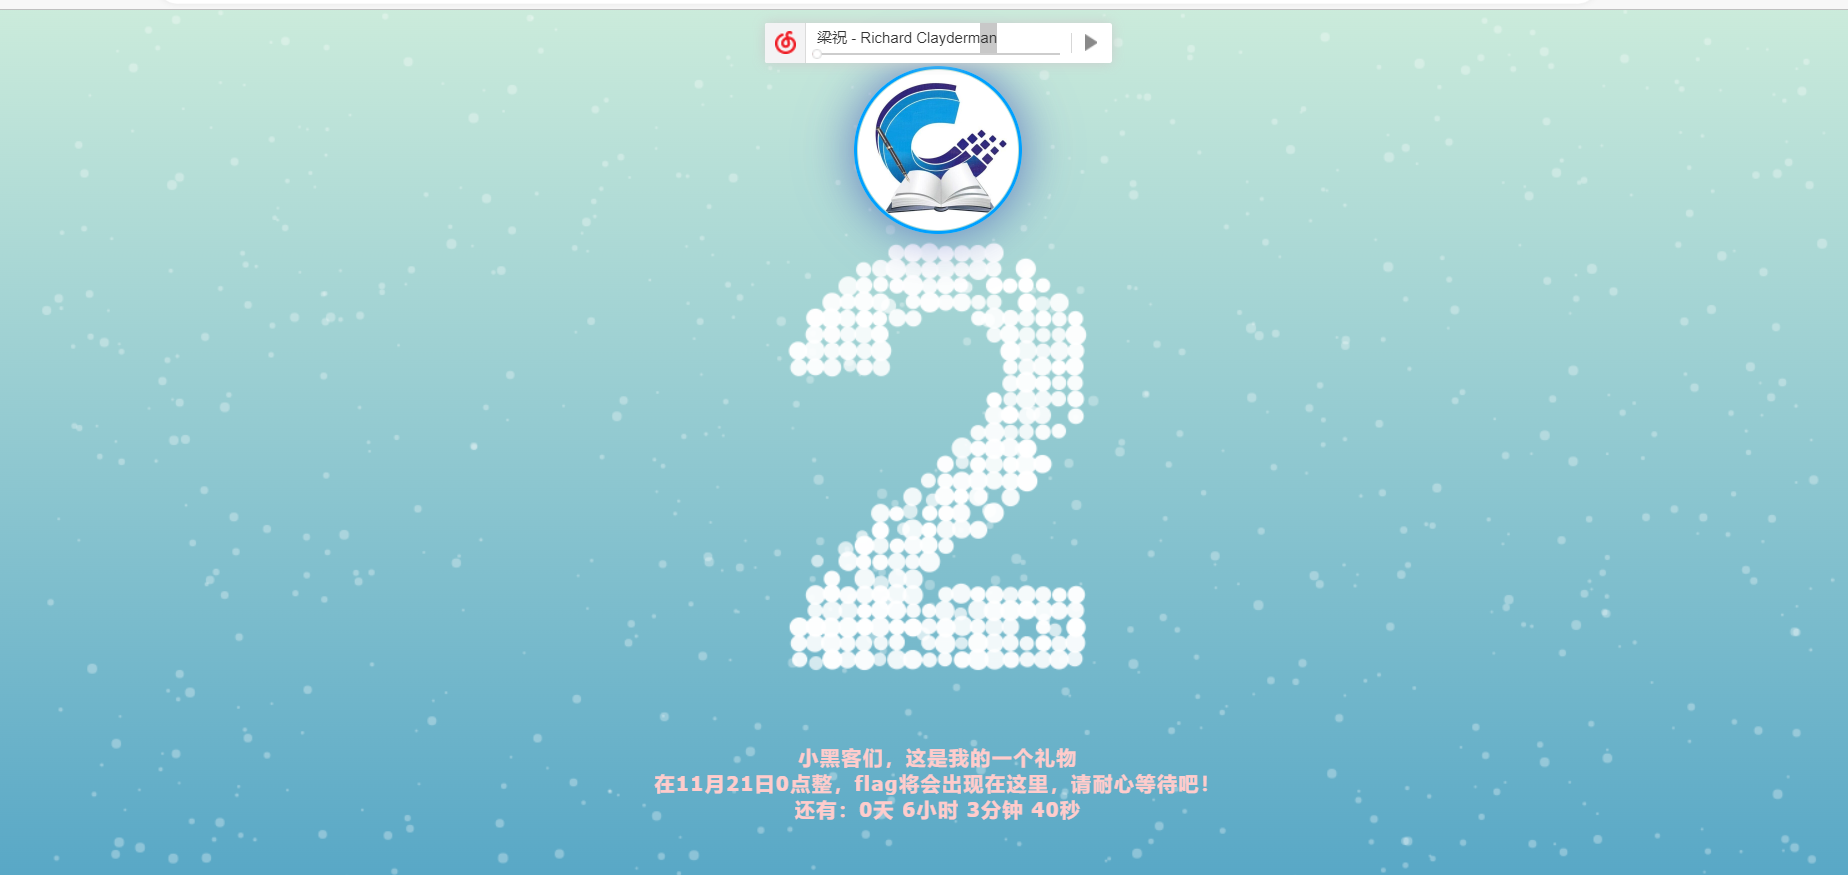 梁祝 - Richard Clayderman
2
小黑客们，这是我的一个礼物
在11月21日0点整，flag将会出现在这里，请耐心等待吧！
还有：0天 6小时 3分钟 40秒